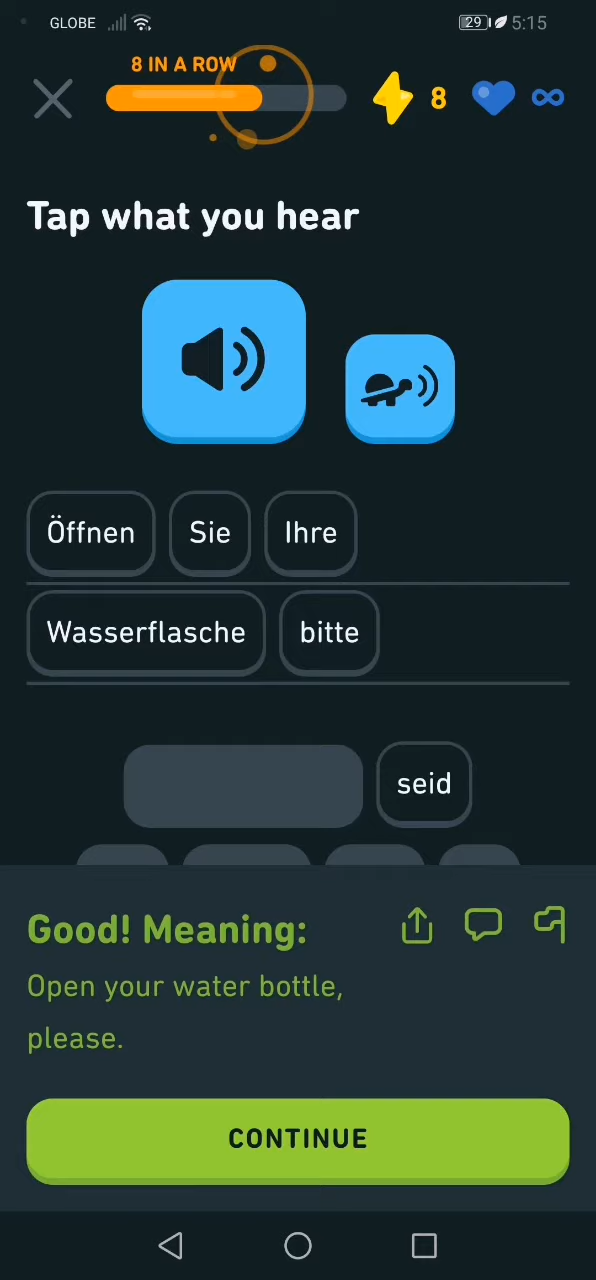 GLOBE 29 5:15
8 IN A ROW
8
Tap what you hear
Öffnen Sie Ihre
Wasserflasche bitte
seid
Good! Meaning:
Open your water bottle,
please.
CONTINUE